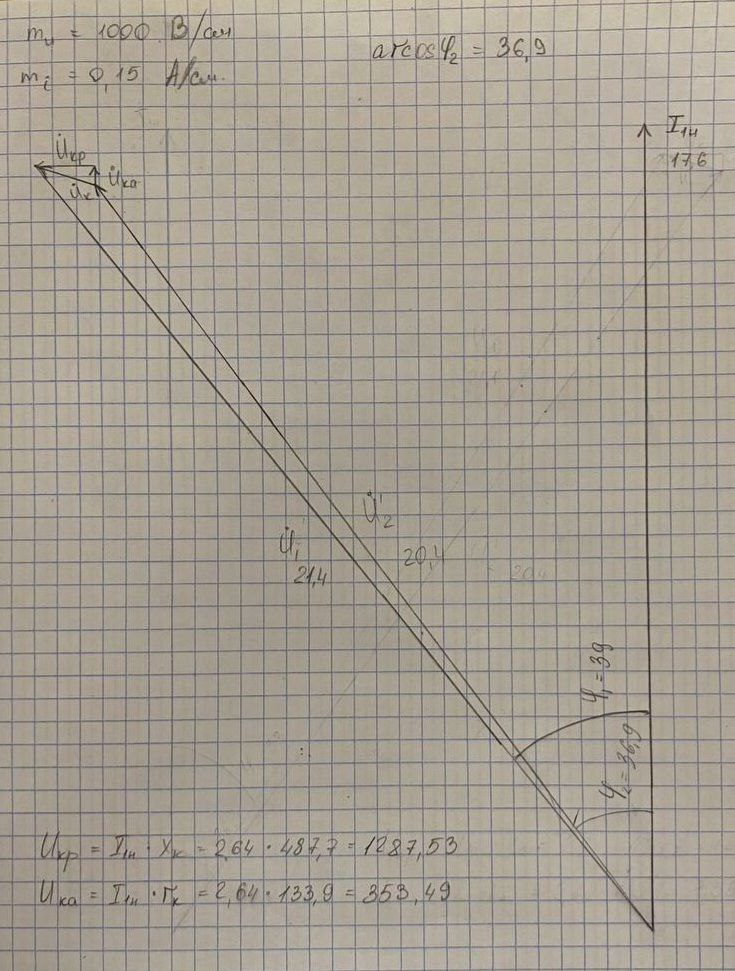 m_u = 1000 В/см
arcosφ₂ = 36,9
m_i = 0,15 А/см
I₁н
17,6
U̇кр
U̇ка
U̇к
U̇'₂
U̇₁
20,4
21,4
φ₁ = 39
φ₂ = 36,9
Uкр = I₁н · Xк = 2,64 · 487,7 = 1287,53
Uка = I₁н · rк = 2,64 · 133,9 = 353,49